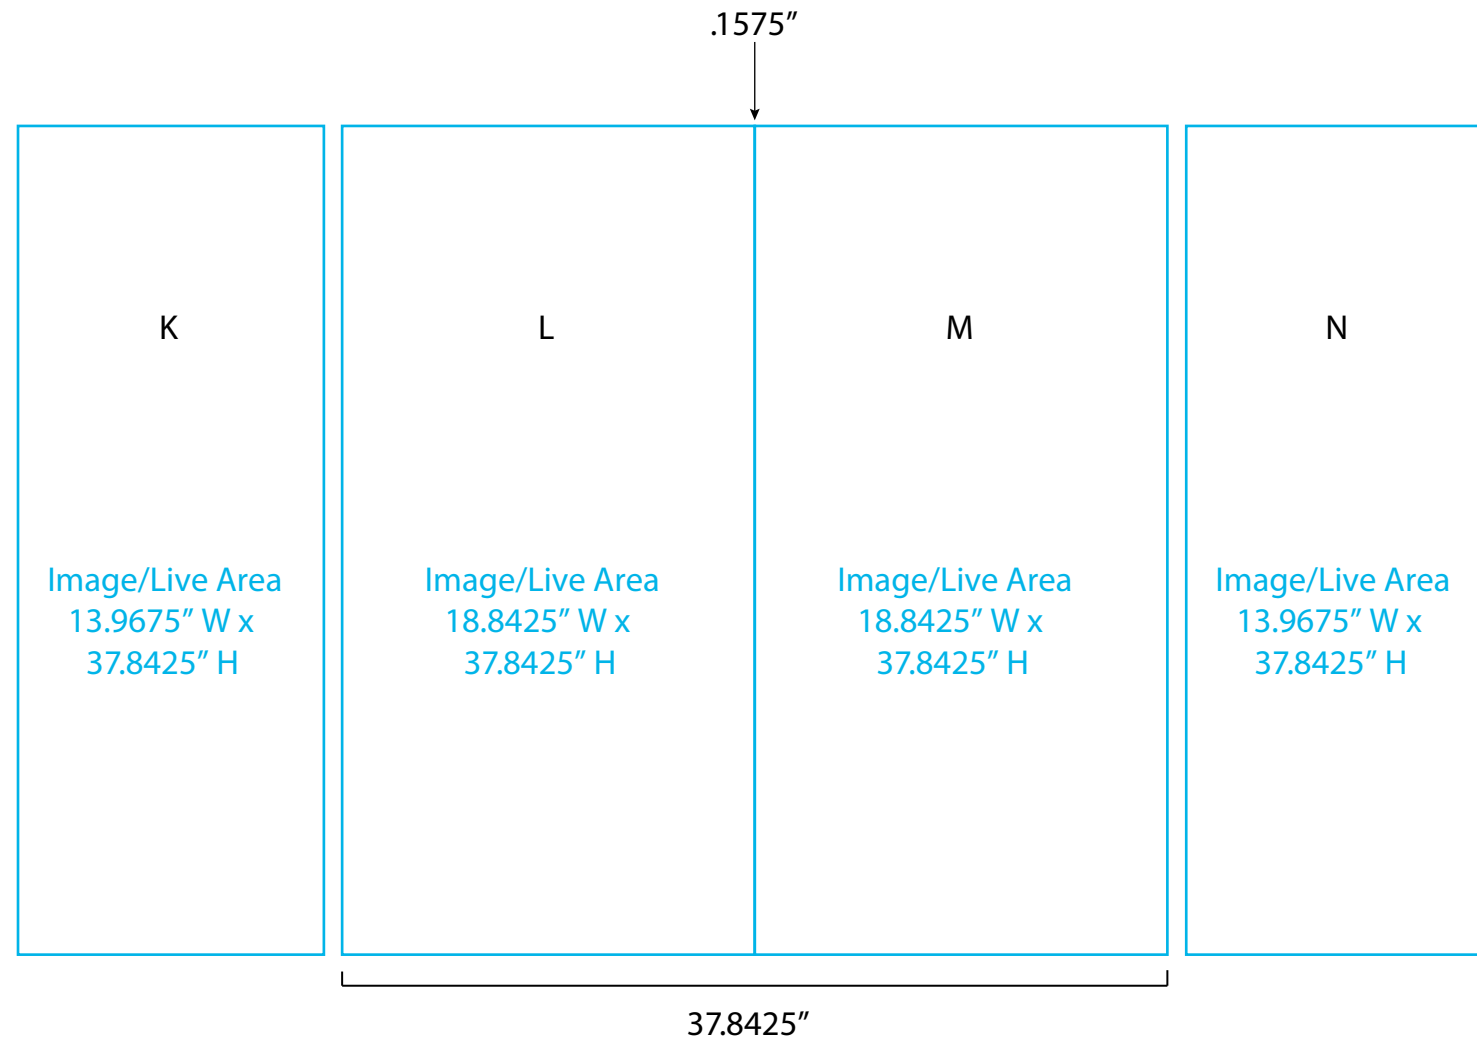 .1575”
K
L
M
N
Image/Live Area
13.9675” W x
37.8425” H
Image/Live Area
18.8425” W x
37.8425” H
Image/Live Area
18.8425” W x
37.8425” H
Image/Live Area
13.9675” W x
37.8425” H
37.8425”